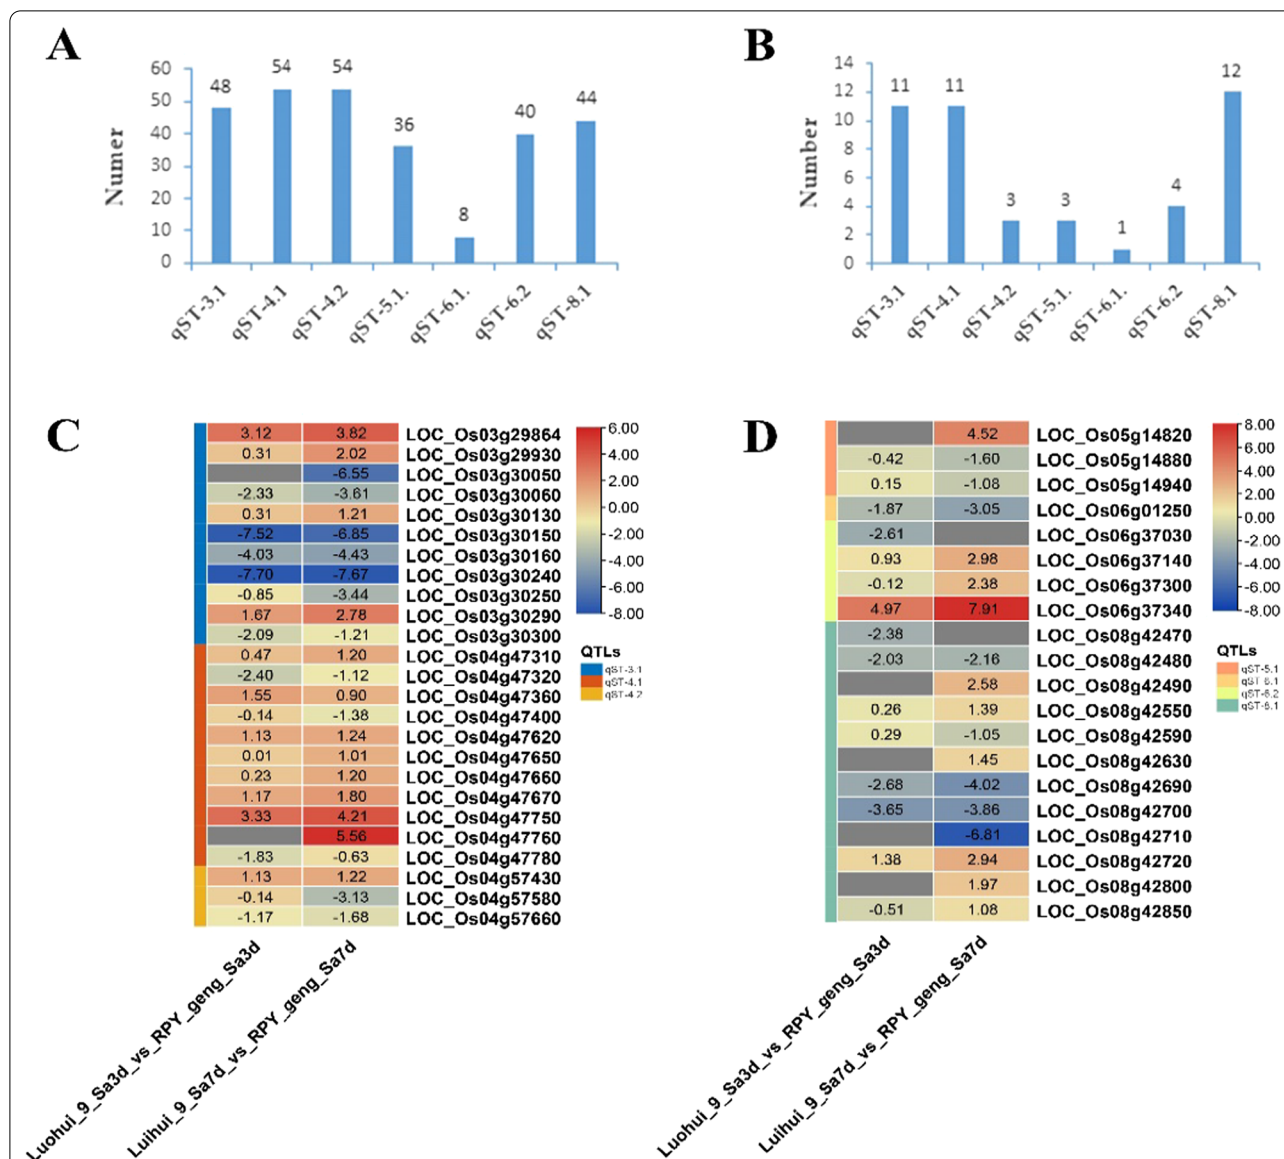 A
Numer
60
50
40
30
20
10
0
48
54
54
36
8
40
44
qST-3.1
qST-4.1
qST-4.2
qST-5.1.
qST-6.1.
qST-6.2
qST-8.1
B
Number
14
12
10
8
6
4
2
0
11
11
3
3
1
4
12
qST-3.1
qST-4.1
qST-4.2
qST-5.1.
qST-6.1.
qST-6.2
qST-8.1
C
3.12 3.82 LOC_Os03g29864
0.31 2.02 LOC_Os03g29930
-6.55 LOC_Os03g30050
-2.33 -3.61 LOC_Os03g30060
0.31 1.21 LOC_Os03g30130
-7.52 -6.85 LOC_Os03g30150
-4.03 -4.43 LOC_Os03g30160
-7.70 -7.67 LOC_Os03g30240
-0.85 -3.44 LOC_Os03g30250
1.67 2.78 LOC_Os03g30290
-2.09 -1.21 LOC_Os03g30300
0.47 1.20 LOC_Os04g47310
-2.40 -1.12 LOC_Os04g47320
1.55 0.90 LOC_Os04g47360
-0.14 -1.38 LOC_Os04g47400
1.13 1.24 LOC_Os04g47620
0.01 1.01 LOC_Os04g47650
0.23 1.20 LOC_Os04g47660
1.17 1.80 LOC_Os04g47670
3.33 4.21 LOC_Os04g47750
5.56 LOC_Os04g47760
-1.83 -0.63 LOC_Os04g47780
1.13 1.22 LOC_Os04g57430
-0.14 -3.13 LOC_Os04g57580
-1.17 -1.68 LOC_Os04g57660
6.00
4.00
2.00
0.00
-2.00
-4.00
-6.00
-8.00
QTLs
qST-3.1
qST-4.1
qST-4.2
Luohui_9_Sa3d_vs_RPY_geng_Sa3d
Luihui_9_Sa7d_vs_RPY_geng_Sa7d
D
4.52 LOC_Os05g14820
-0.42 -1.60 LOC_Os05g14880
0.15 -1.08 LOC_Os05g14940
-1.87 -3.05 LOC_Os06g01250
-2.61 LOC_Os06g37030
0.93 2.98 LOC_Os06g37140
-0.12 2.38 LOC_Os06g37300
4.97 7.91 LOC_Os06g37340
-2.38 LOC_Os08g42470
-2.03 -2.16 LOC_Os08g42480
2.58 LOC_Os08g42490
0.26 1.39 LOC_Os08g42550
0.29 -1.05 LOC_Os08g42590
1.45 LOC_Os08g42630
-2.68 -4.02 LOC_Os08g42690
-3.65 -3.86 LOC_Os08g42700
-6.81 LOC_Os08g42710
1.38 2.94 LOC_Os08g42720
1.97 LOC_Os08g42800
-0.51 1.08 LOC_Os08g42850
8.00
6.00
4.00
2.00
0.00
-2.00
-4.00
-6.00
-8.00
QTLs
qST-5.1
qST-6.1
qST-6.2
qST-8.1
Luohui_9_Sa3d_vs_RPY_geng_Sa3d
Luihui_9_Sa7d_vs_RPY_geng_Sa7d